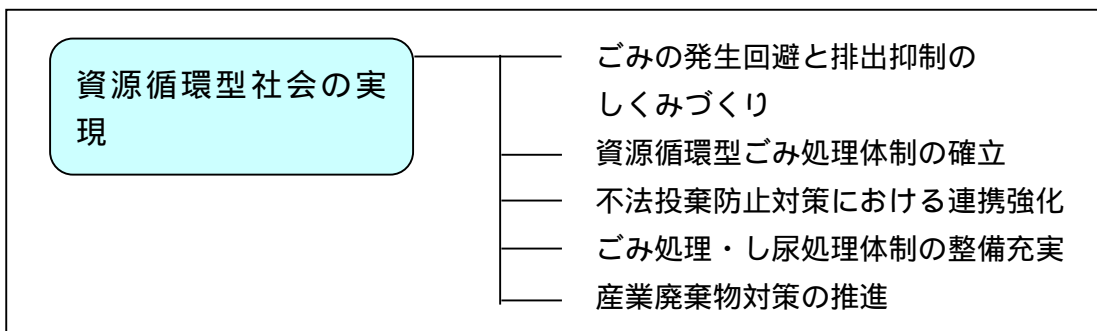 資源循環型社会の実
現
ごみの発生回避と排出抑制の
しくみづくり
資源循環型ごみ処理体制の確立
不法投棄防止対策における連携強化
ごみ処理・し尿処理体制の整備充実
産業廃棄物対策の推進